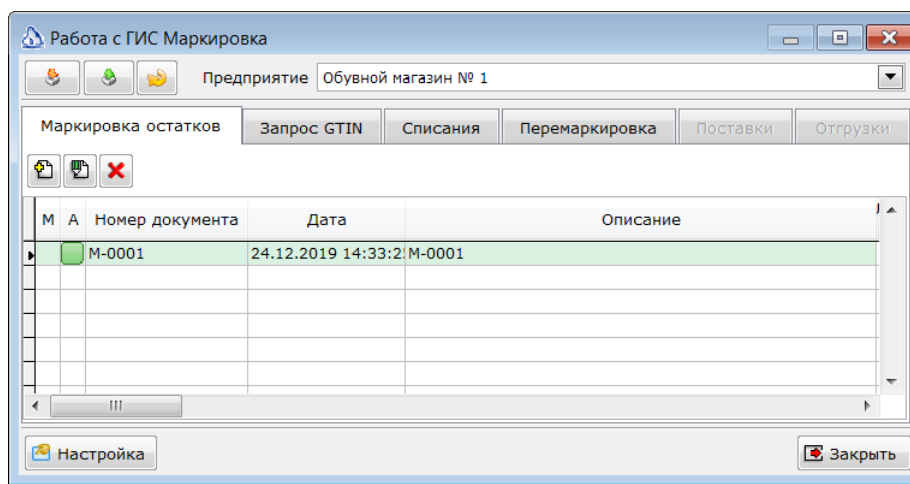 Работа с ГИС Маркировка
Предприятие Обувной магазин № 1
Маркировка остатков Запрос GTIN Списания Перемаркировка Поставки Отгрузки
М А Номер документа Дата Описание
М-0001 24.12.2019 14:33:2 М-0001
Настройка Закрыть